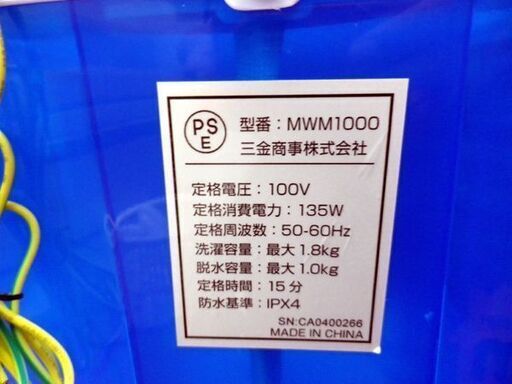 PSE 型番：MWM1000
三金商事株式会社
定格電圧：100V
定格消費電力：135W
定格周波数：50-60Hz
洗濯容量：最大1.8kg
脱水容量：最大1.0kg
定格時間：15分
防水基準：IPX4
SN:CA0400266
MADE IN CHINA